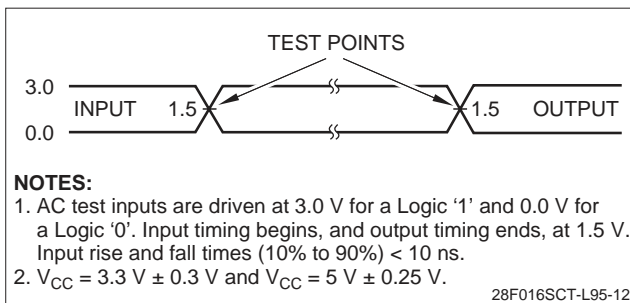 TEST POINTS
3.0
INPUT 1.5 1.5 OUTPUT
0.0
NOTES:
1. AC test inputs are driven at 3.0 V for a Logic '1' and 0.0 V for
a Logic '0'. Input timing begins, and output timing ends, at 1.5 V.
Input rise and fall times (10% to 90%) < 10 ns.
2. VCC = 3.3 V ± 0.3 V and VCC = 5 V ± 0.25 V.
28F016SCT-L95-12